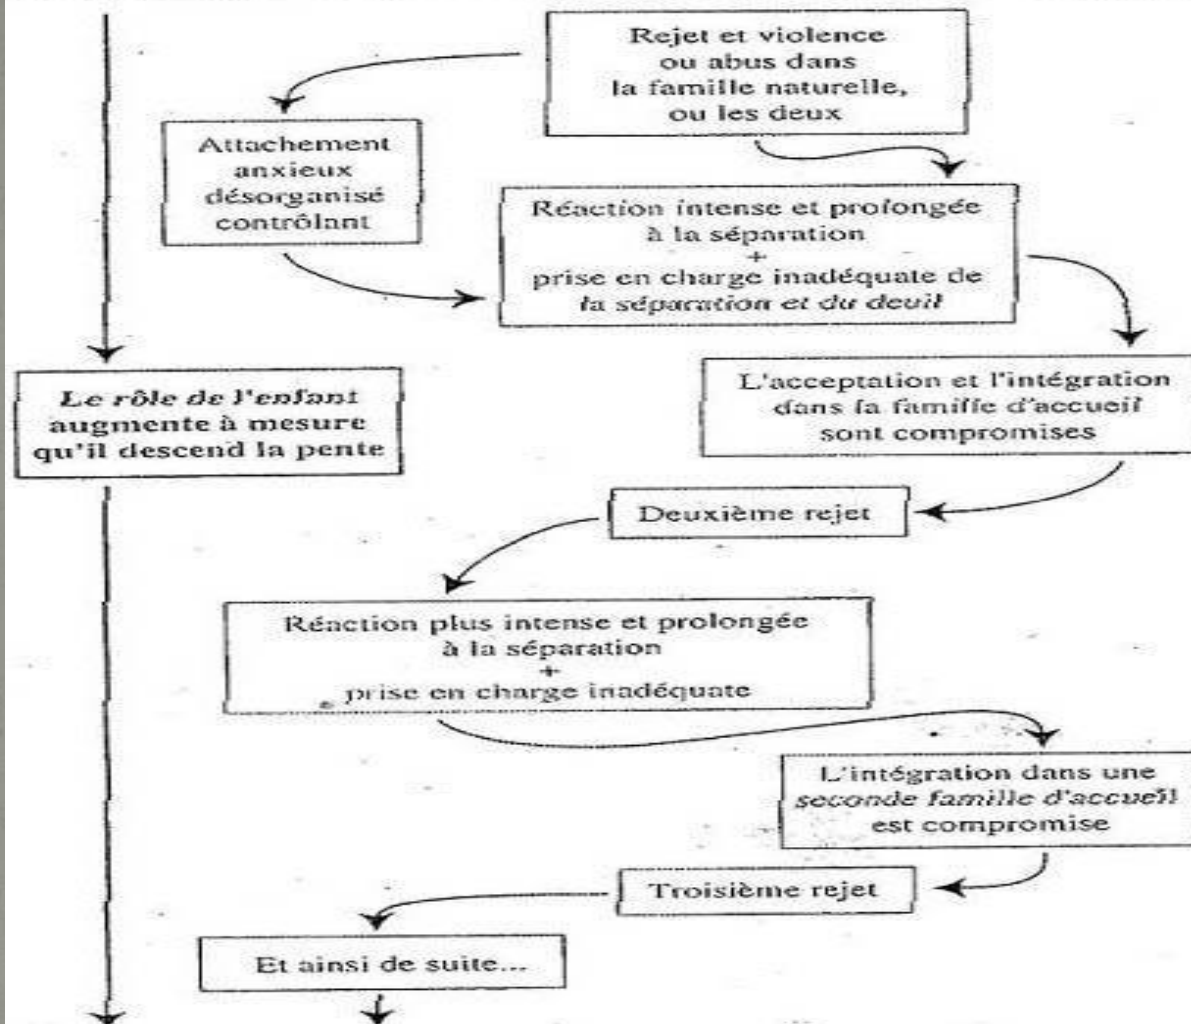 Rejet et violence
ou abus dans
la famille naturelle,
ou les deux
Attachement
anxieux
désorganisé
contrôlant
Réaction intense et prolongée
à la séparation
+
prise en charge inadéquate de
la séparation et du deuil
Le rôle de l'enfant
augmente à mesure
qu'il descend la pente
L'acceptation et l'intégration
dans la famille d'accueil
sont compromises
Deuxième rejet
Réaction plus intense et prolongée
à la séparation
+
prise en charge inadéquate
L'intégration dans une
seconde famille d'accueil
est compromise
Troisième rejet
Et ainsi de suite...